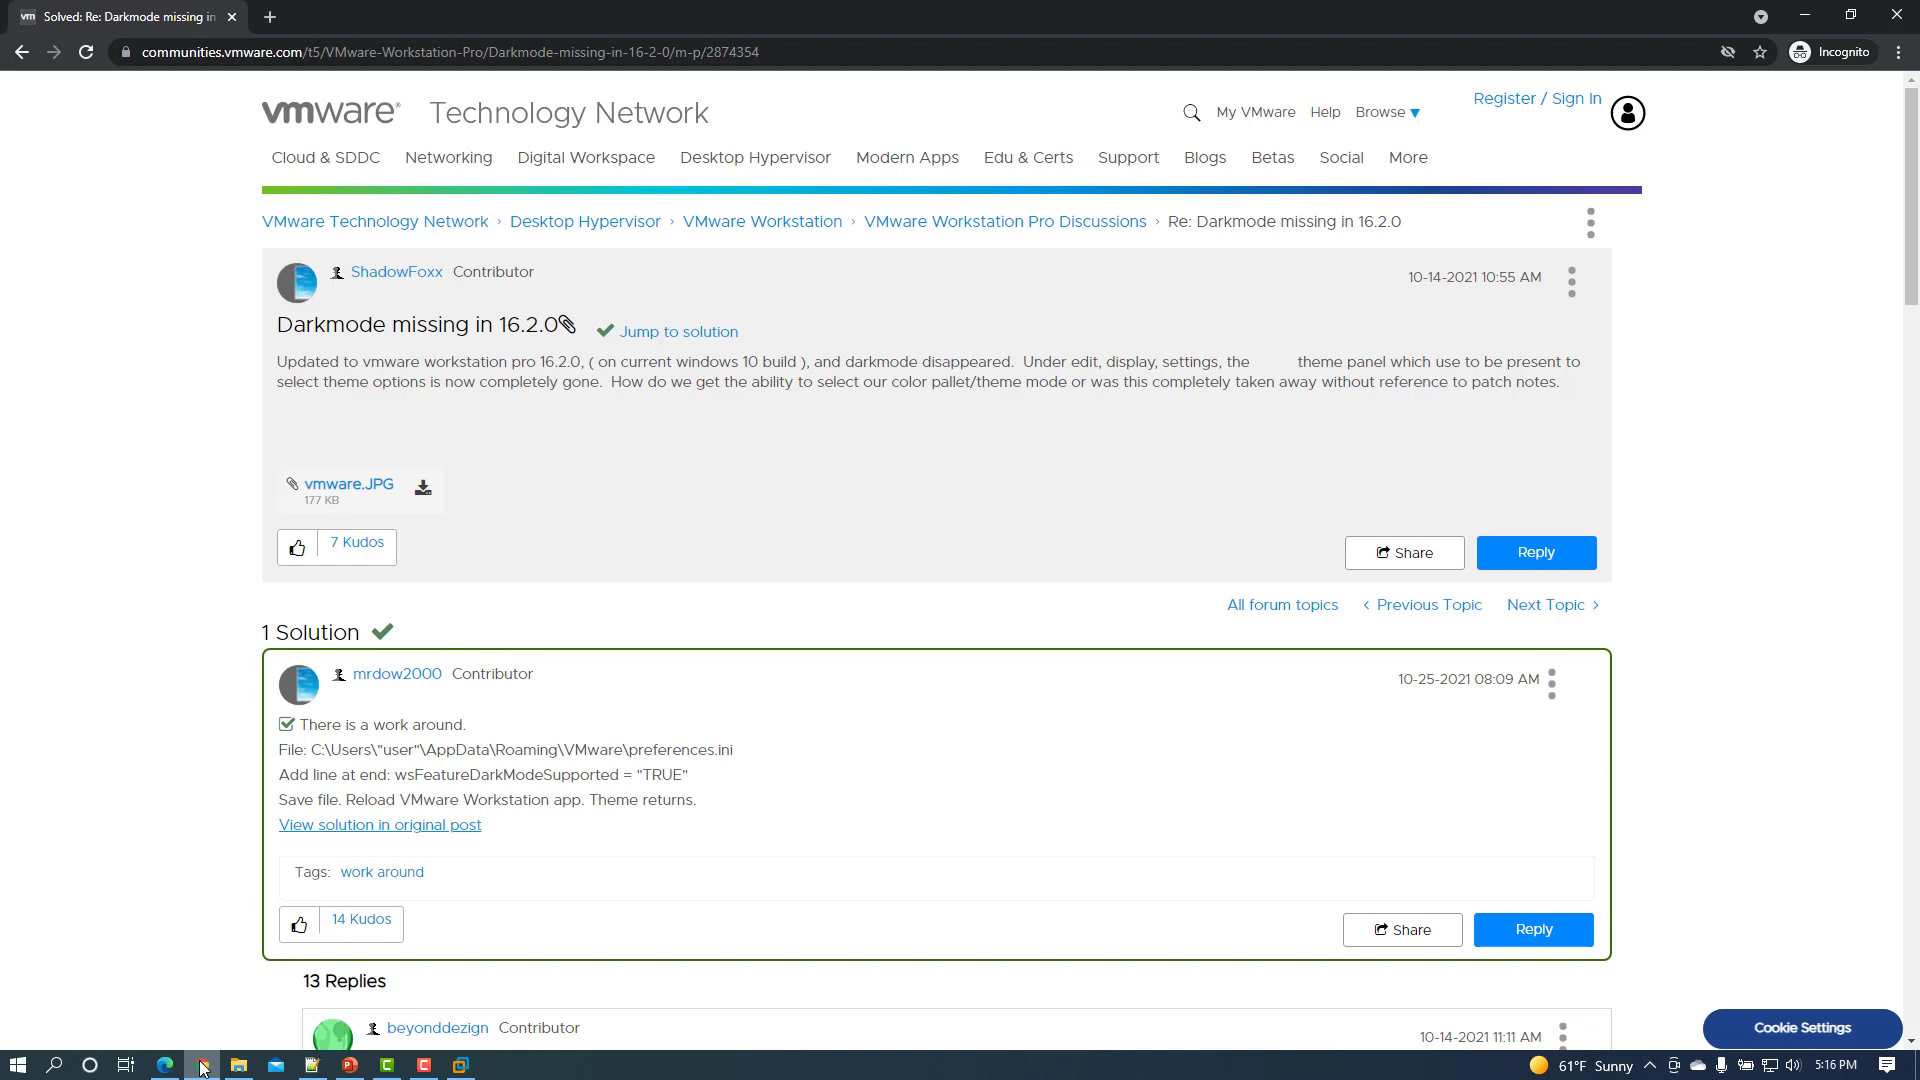 Solved: Re: Darkmode missing in
communities.vmware.com/t5/VMware-Workstation-Pro/Darkmode-missing-in-16-2-0/m-p/2874354
Incognito
vmware® Technology Network
My VMware Help Browse ▼
Register / Sign In
Cloud & SDDC Networking Digital Workspace Desktop Hypervisor Modern Apps Edu & Certs Support Blogs Betas Social More
VMware Technology Network › Desktop Hypervisor › VMware Workstation › VMware Workstation Pro Discussions › Re: Darkmode missing in 16.2.0
ShadowFoxx Contributor
10-14-2021 10:55 AM
Darkmode missing in 16.2.0
Jump to solution
Updated to vmware workstation pro 16.2.0, ( on current windows 10 build ), and darkmode disappeared. Under edit, display, settings, the theme panel which use to be present to
select theme options is now completely gone. How do we get the ability to select our color pallet/theme mode or was this completely taken away without reference to patch notes.
vmware.JPG
177 KB
7 Kudos
Share
Reply
All forum topics ‹ Previous Topic Next Topic ›
1 Solution
mrdow2000 Contributor
10-25-2021 08:09 AM
There is a work around.
File: C:\Users\"user"\AppData\Roaming\VMware\preferences.ini
Add line at end: wsFeatureDarkModeSupported = "TRUE"
Save file. Reload VMware Workstation app. Theme returns.
View solution in original post
Tags: work around
14 Kudos
Share
Reply
13 Replies
beyonddezign Contributor
10-14-2021 11:11 AM
Cookie Settings
61°F Sunny
5:16 PM